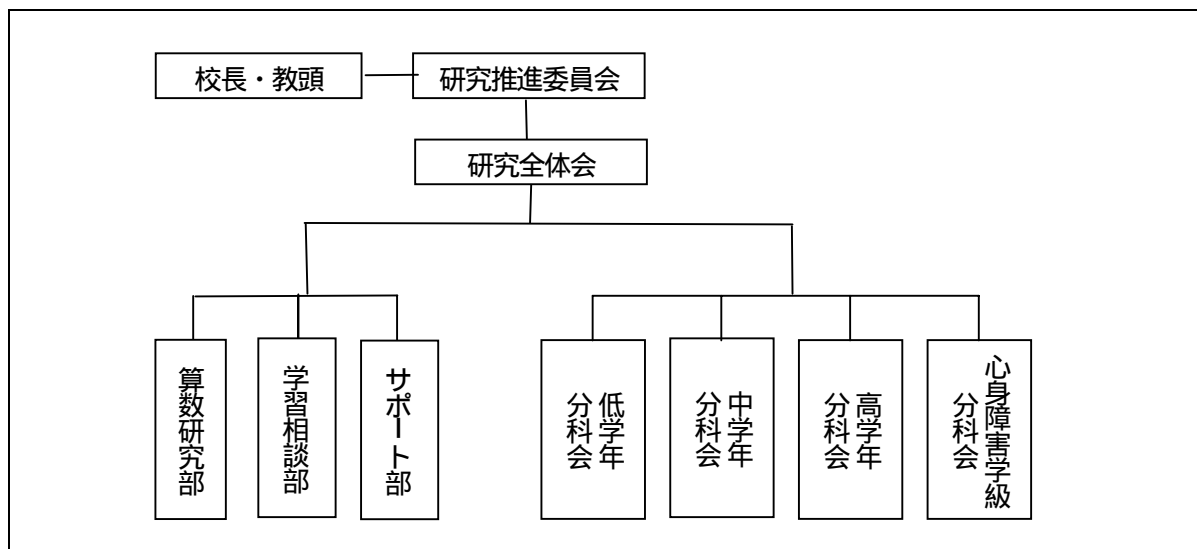 校長・教頭
研究推進委員会
研究全体会
算数研究部
学習相談部
サポート部
低学年
分科会
中学年
分科会
高学年
分科会
心身障害学級
分科会